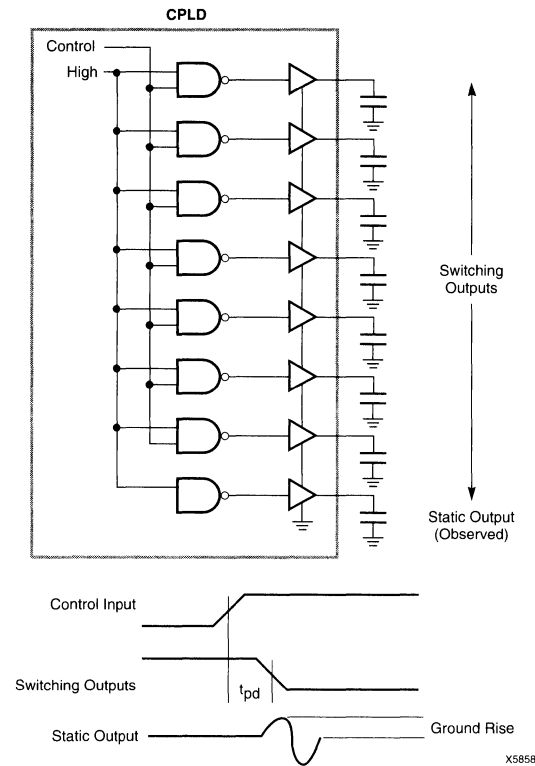 CPLD
Control
High
Switching
Outputs
Static Output
(Observed)
Control Input
Switching Outputs
tpd
Static Output
Ground Rise
X5858